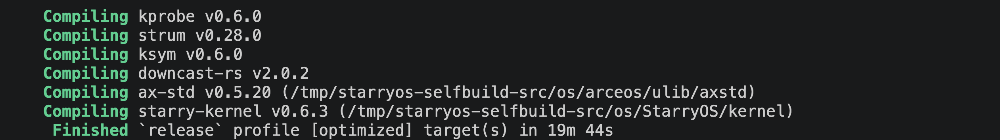 Compiling kprobe v0.6.0
Compiling strum v0.28.0
Compiling ksym v0.6.0
Compiling downcast-rs v2.0.2
Compiling ax-std v0.5.20 (/tmp/starryos-selfbuild-src/os/arceos/ulib/axstd)
Compiling starry-kernel v0.6.3 (/tmp/starryos-selfbuild-src/os/StarryOS/kernel)
Finished `release` profile [optimized] target(s) in 19m 44s